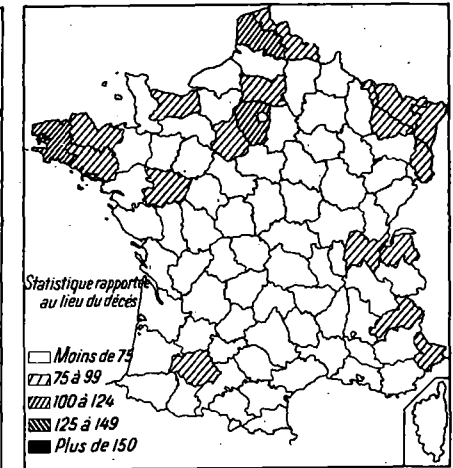 Statistique rapportée
au lieu du décès
Moins de 75
75 à 99
100 à 124
125 à 149
Plus de 150